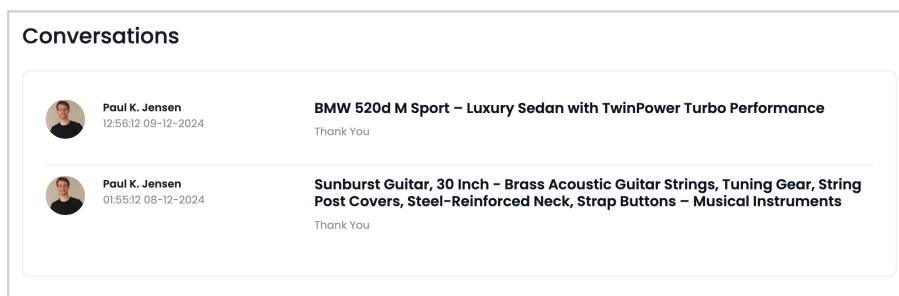 Conversations
Paul K. Jensen
12:56:12 09-12-2024
BMW 520d M Sport – Luxury Sedan with TwinPower Turbo Performance
Thank You
Paul K. Jensen
01:55:12 08-12-2024
Sunburst Guitar, 30 Inch - Brass Acoustic Guitar Strings, Tuning Gear, String
Post Covers, Steel-Reinforced Neck, Strap Buttons – Musical Instruments
Thank You